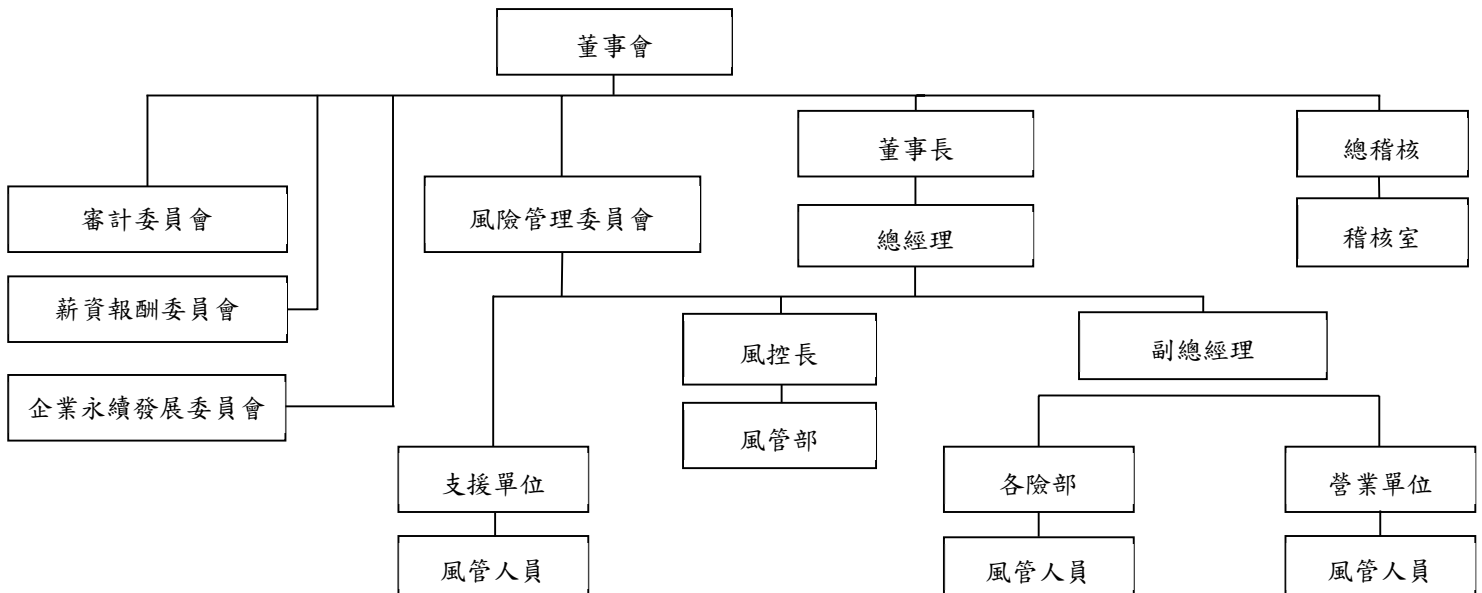 董事會
董事長
總稽核
審計委員會
風險管理委員會
總經理
稽核室
薪資報酬委員會
風控長
副總經理
企業永續發展委員會
風管部
支援單位
各險部
營業單位
風管人員
風管人員
風管人員